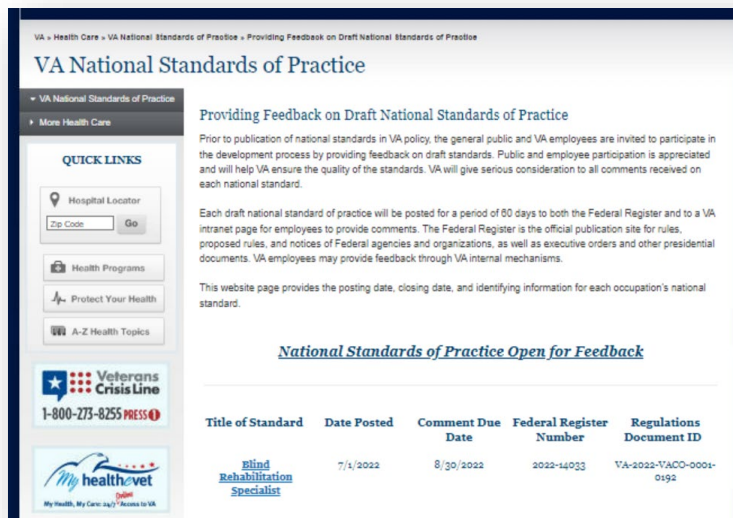 VA » Health Care » VA National Standards of Practice » Providing Feedback on Draft National Standards of Practice
VA National Standards of Practice
VA National Standards of Practice
More Health Care
QUICK LINKS
Hospital Locator
Zip Code Go
Health Programs
Protect Your Health
A-Z Health Topics
Veterans
Crisis Line
1-800-273-8255 PRESS 1
My healthevet
Online
My Health, My Care: 24/7 Access to VA
Providing Feedback on Draft National Standards of Practice
Prior to publication of national standards in VA policy, the general public and VA employees are invited to participate in
the development process by providing feedback on draft standards. Public and employee participation is appreciated
and will help VA ensure the quality of the standards. VA will give serious consideration to all comments received on
each national standard.
Each draft national standard of practice will be posted for a period of 60 days to both the Federal Register and to a VA
intranet page for employees to provide comments. The Federal Register is the official publication site for rules,
proposed rules, and notices of Federal agencies and organizations, as well as executive orders and other presidential
documents. VA employees may provide feedback through VA internal mechanisms.
This website page provides the posting date, closing date, and identifying information for each occupation's national
standard.
National Standards of Practice Open for Feedback
Title of Standard Date Posted Comment Due Federal Register Regulations
Date Number Document ID
Blind 7/1/2022 8/30/2022 2022-14033 VA-2022-VACO-0001-
Rehabilitation 0192
Specialist